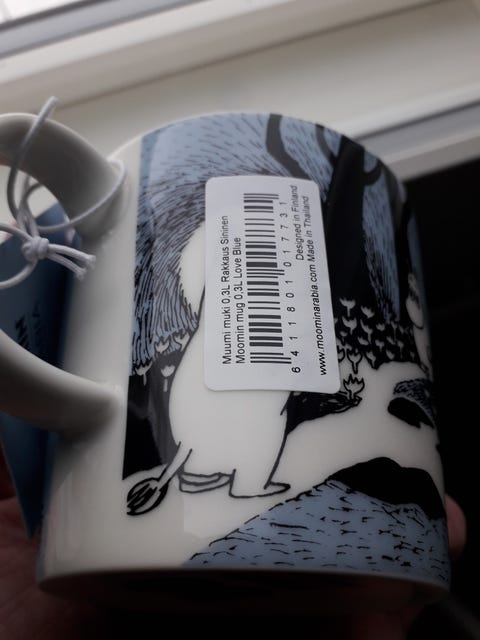 Muumi muki 0.3L Rakkaus Sininen
Moomin mug 0.3L Love Blue
6 411801 017731
Designed in Finland
www.moominarabia.com Made in Thailand